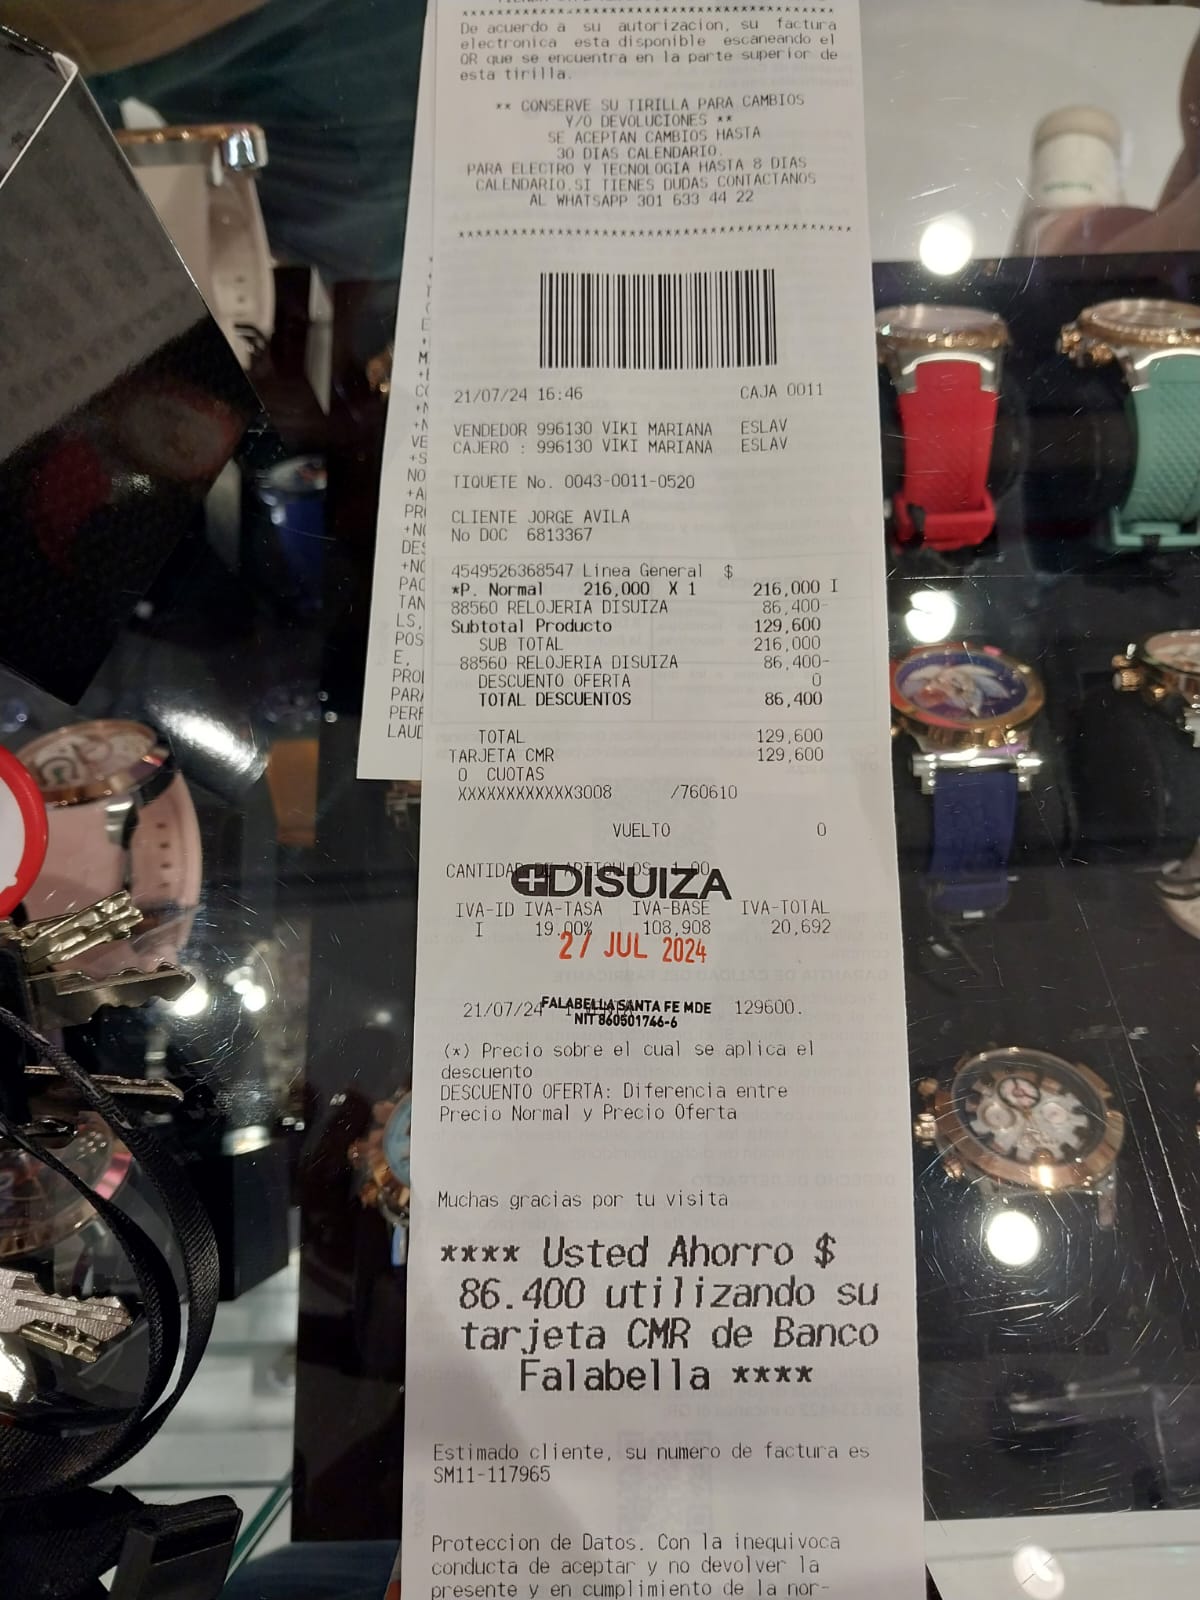 De acuerdo a su autorizacion, su factura
electronica esta disponible escaneando el
QR que se encuentra en la parte superior de
esta tirilla.
** CONSERVE SU TIRILLA PARA CAMBIOS
Y/O DEVOLUCIONES **
SE ACEPTAN CAMBIOS HASTA
30 DIAS CALENDARIO.
PARA ELECTRO Y TECNOLOGIA HASTA 8 DIAS
CALENDARIO.SI TIENES DUDAS CONTACTANOS
AL WHATSAPP 301 633 44 22
21/07/24 16:46 CAJA 0011
VENDEDOR 996130 VIKI MARIANA ESLAV
CAJERO : 996130 VIKI MARIANA ESLAV
TIQUETE No. 0043-0011-0520
CLIENTE JORGE AVILA
No DOC 6813367
4549526368547 Linea General $
*P. Normal 216,000 X 1 216,000 I
88560 RELOJERIA DISUIZA 86,400-
Subtotal Producto 129,600
SUB TOTAL 216,000
88560 RELOJERIA DISUIZA 86,400-
DESCUENTO OFERTA 0
TOTAL DESCUENTOS 86,400
TOTAL 129,600
TARJETA CMR 129,600
0 CUOTAS
XXXXXXXXXXXX3008 /760610
VUELTO 0
CANTIDAD DE ARTICULOS 1.00
DISUIZA
IVA-ID IVA-TASA IVA-BASE IVA-TOTAL
I 19.00% 108,908 20,692
27 JUL 2024
FALABELLA SANTA FE MDE
21/07/24 129600.
NIT 860501746-6
(*) Precio sobre el cual se aplica el
descuento
DESCUENTO OFERTA: Diferencia entre
Precio Normal y Precio Oferta
Muchas gracias por tu visita
**** Usted Ahorro $
86.400 utilizando su
tarjeta CMR de Banco
Falabella ****
Estimado cliente, su numero de factura es
SM11-117965
Proteccion de Datos. Con la inequivoca
conducta de aceptar y no devolver la
presente y en cumplimiento de la nor-